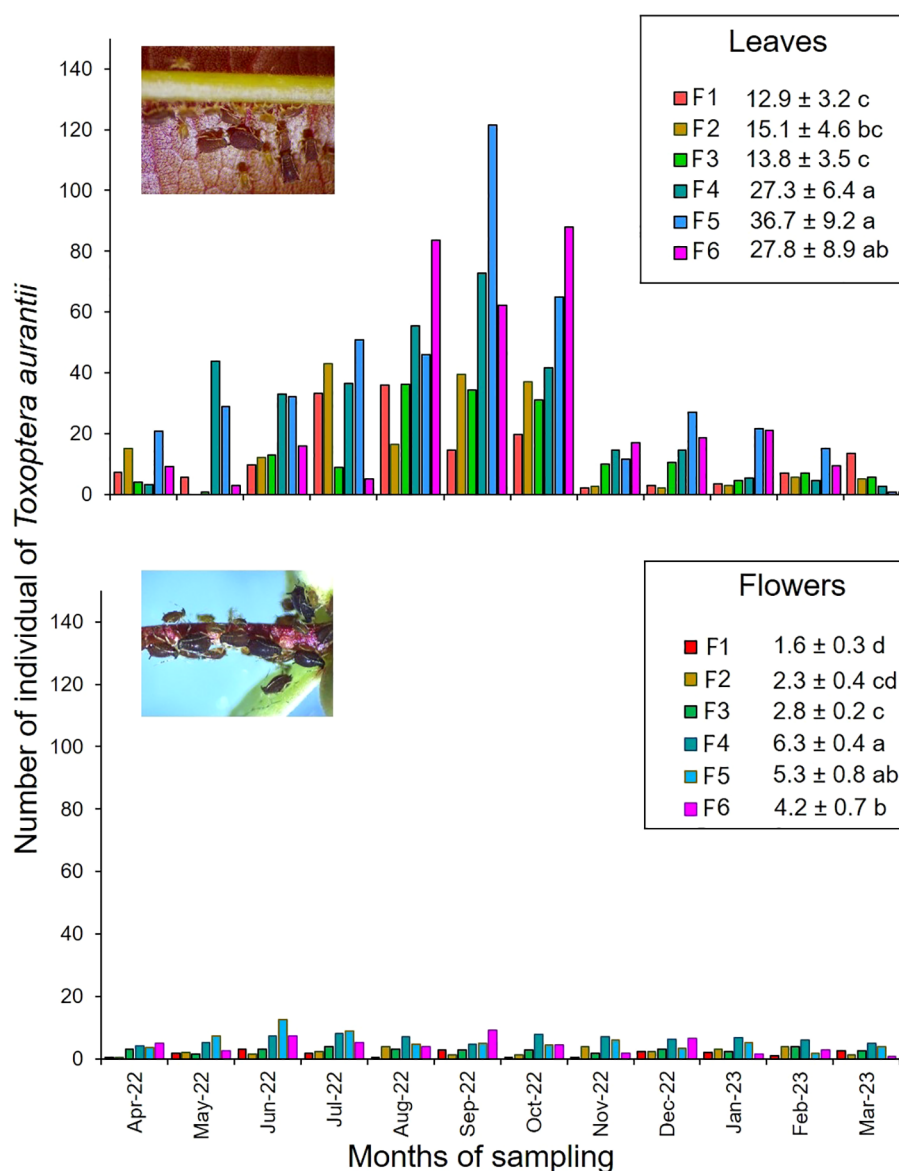 Leaves
F1 12.9 ± 3.2 c
F2 15.1 ± 4.6 bc
F3 13.8 ± 3.5 c
F4 27.3 ± 6.4 a
F5 36.7 ± 9.2 a
F6 27.8 ± 8.9 ab
140
120
100
80
60
40
20
0
Number of individual of Toxoptera aurantii
Flowers
F1 1.6 ± 0.3 d
F2 2.3 ± 0.4 cd
F3 2.8 ± 0.2 c
F4 6.3 ± 0.4 a
F5 5.3 ± 0.8 ab
F6 4.2 ± 0.7 b
140
120
100
80
60
40
20
0
Apr-22
May-22
Jun-22
Jul-22
Aug-22
Sep-22
Oct-22
Nov-22
Dec-22
Jan-23
Feb-23
Mar-23
Months of sampling